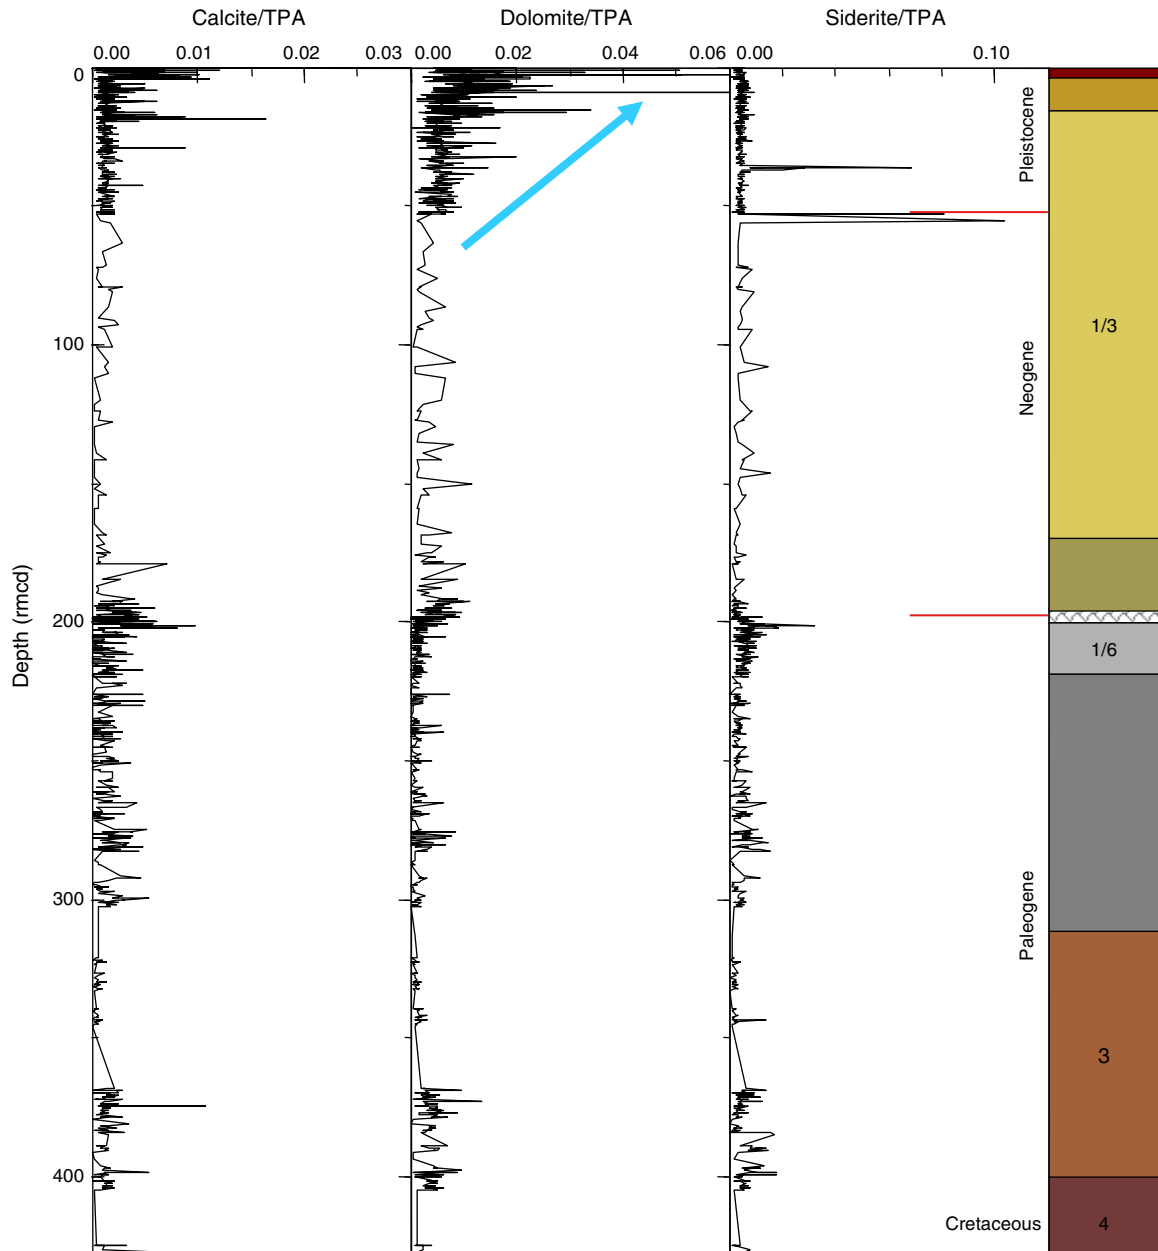 Calcite/TPA Dolomite/TPA Siderite/TPA
0.00 0.01 0.02 0.03 0.00 0.02 0.04 0.06 0.00 0.10
0
100
200
300
400
Depth (rmcd)
Pleistocene
Neogene
Paleogene
Cretaceous
1/3
1/6
3
4